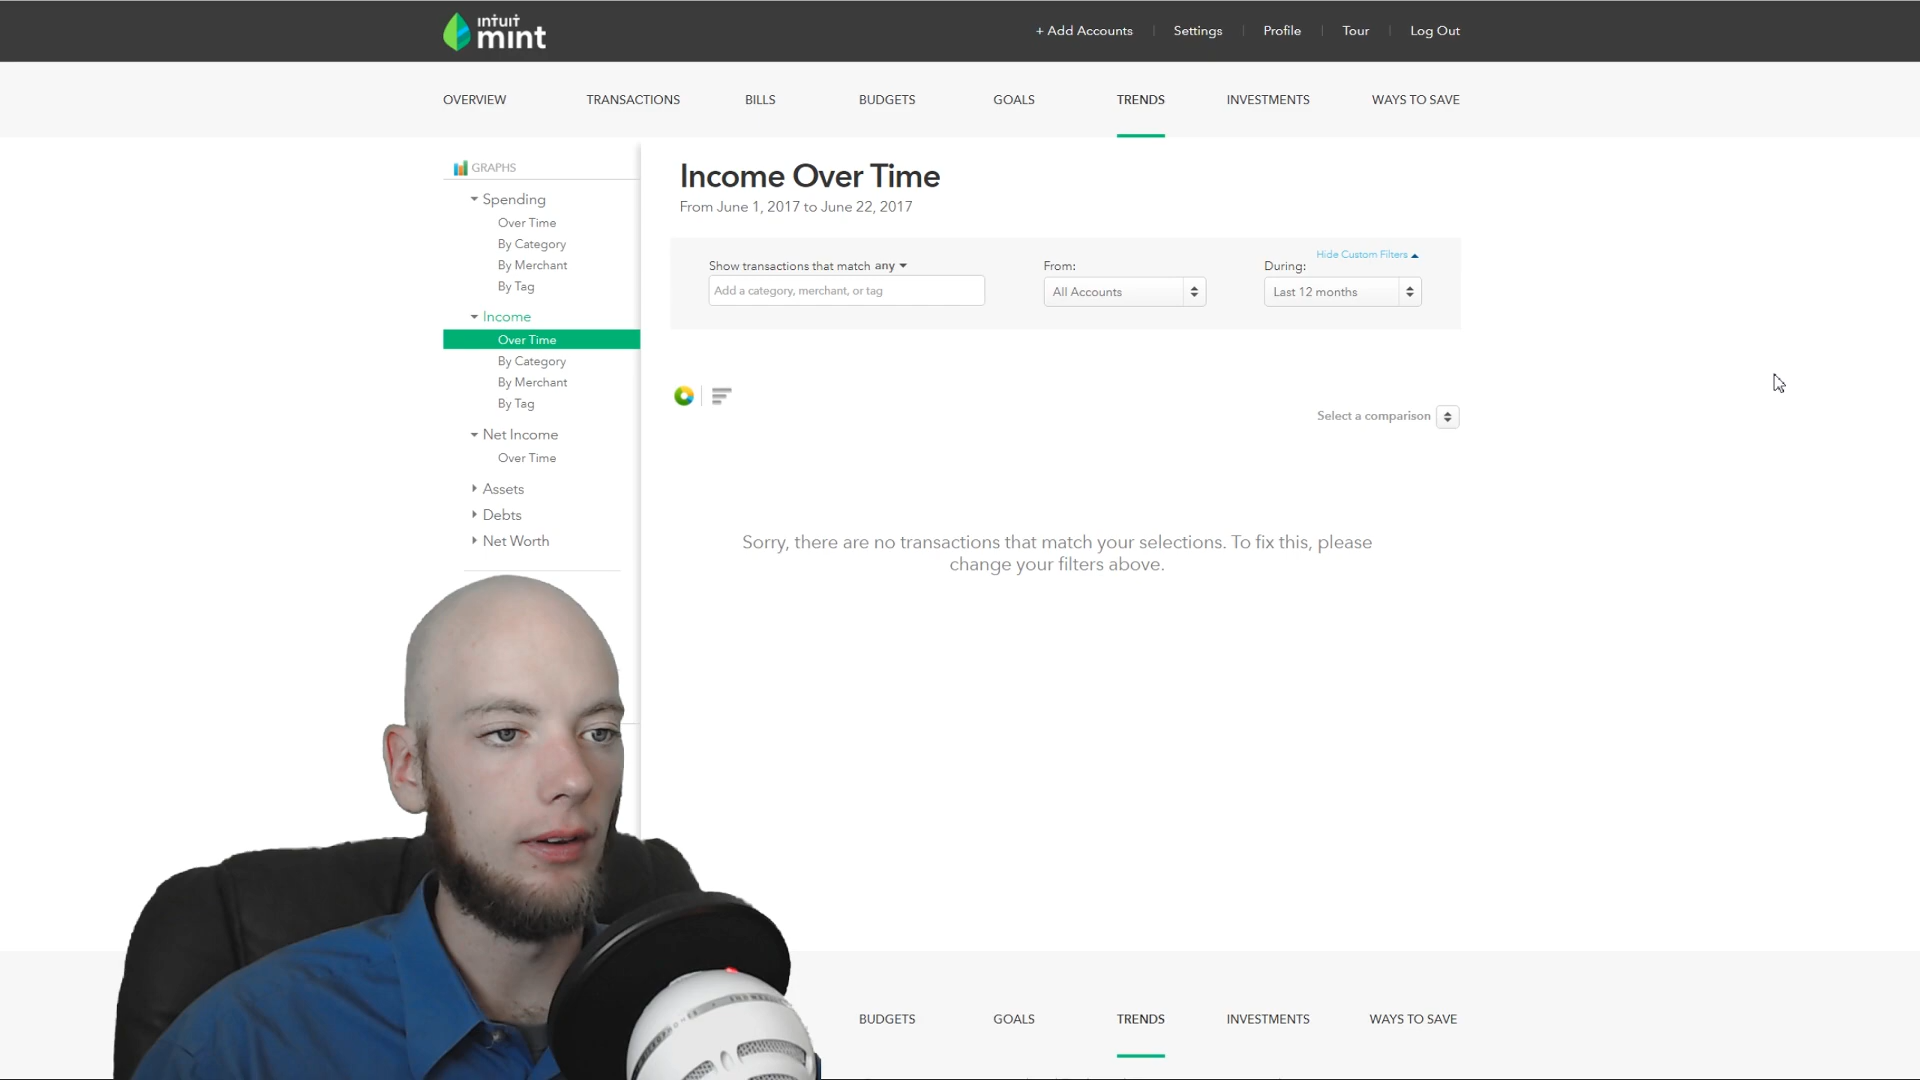 intuit
mint
+ Add Accounts
Settings
Profile
Tour
Log Out
OVERVIEW
TRANSACTIONS
BILLS
BUDGETS
GOALS
TRENDS
INVESTMENTS
WAYS TO SAVE
GRAPHS
Spending
Over Time
By Category
By Merchant
By Tag
Income
Over Time
By Category
By Merchant
By Tag
Net Income
Over Time
Assets
Debts
Net Worth
Income Over Time
From June 1, 2017 to June 22, 2017
Hide Custom Filters
Show transactions that match any
Add a category, merchant, or tag
From:
All Accounts
During:
Last 12 months
Select a comparison
Sorry, there are no transactions that match your selections. To fix this, please
change your filters above.
BUDGETS
GOALS
TRENDS
INVESTMENTS
WAYS TO SAVE